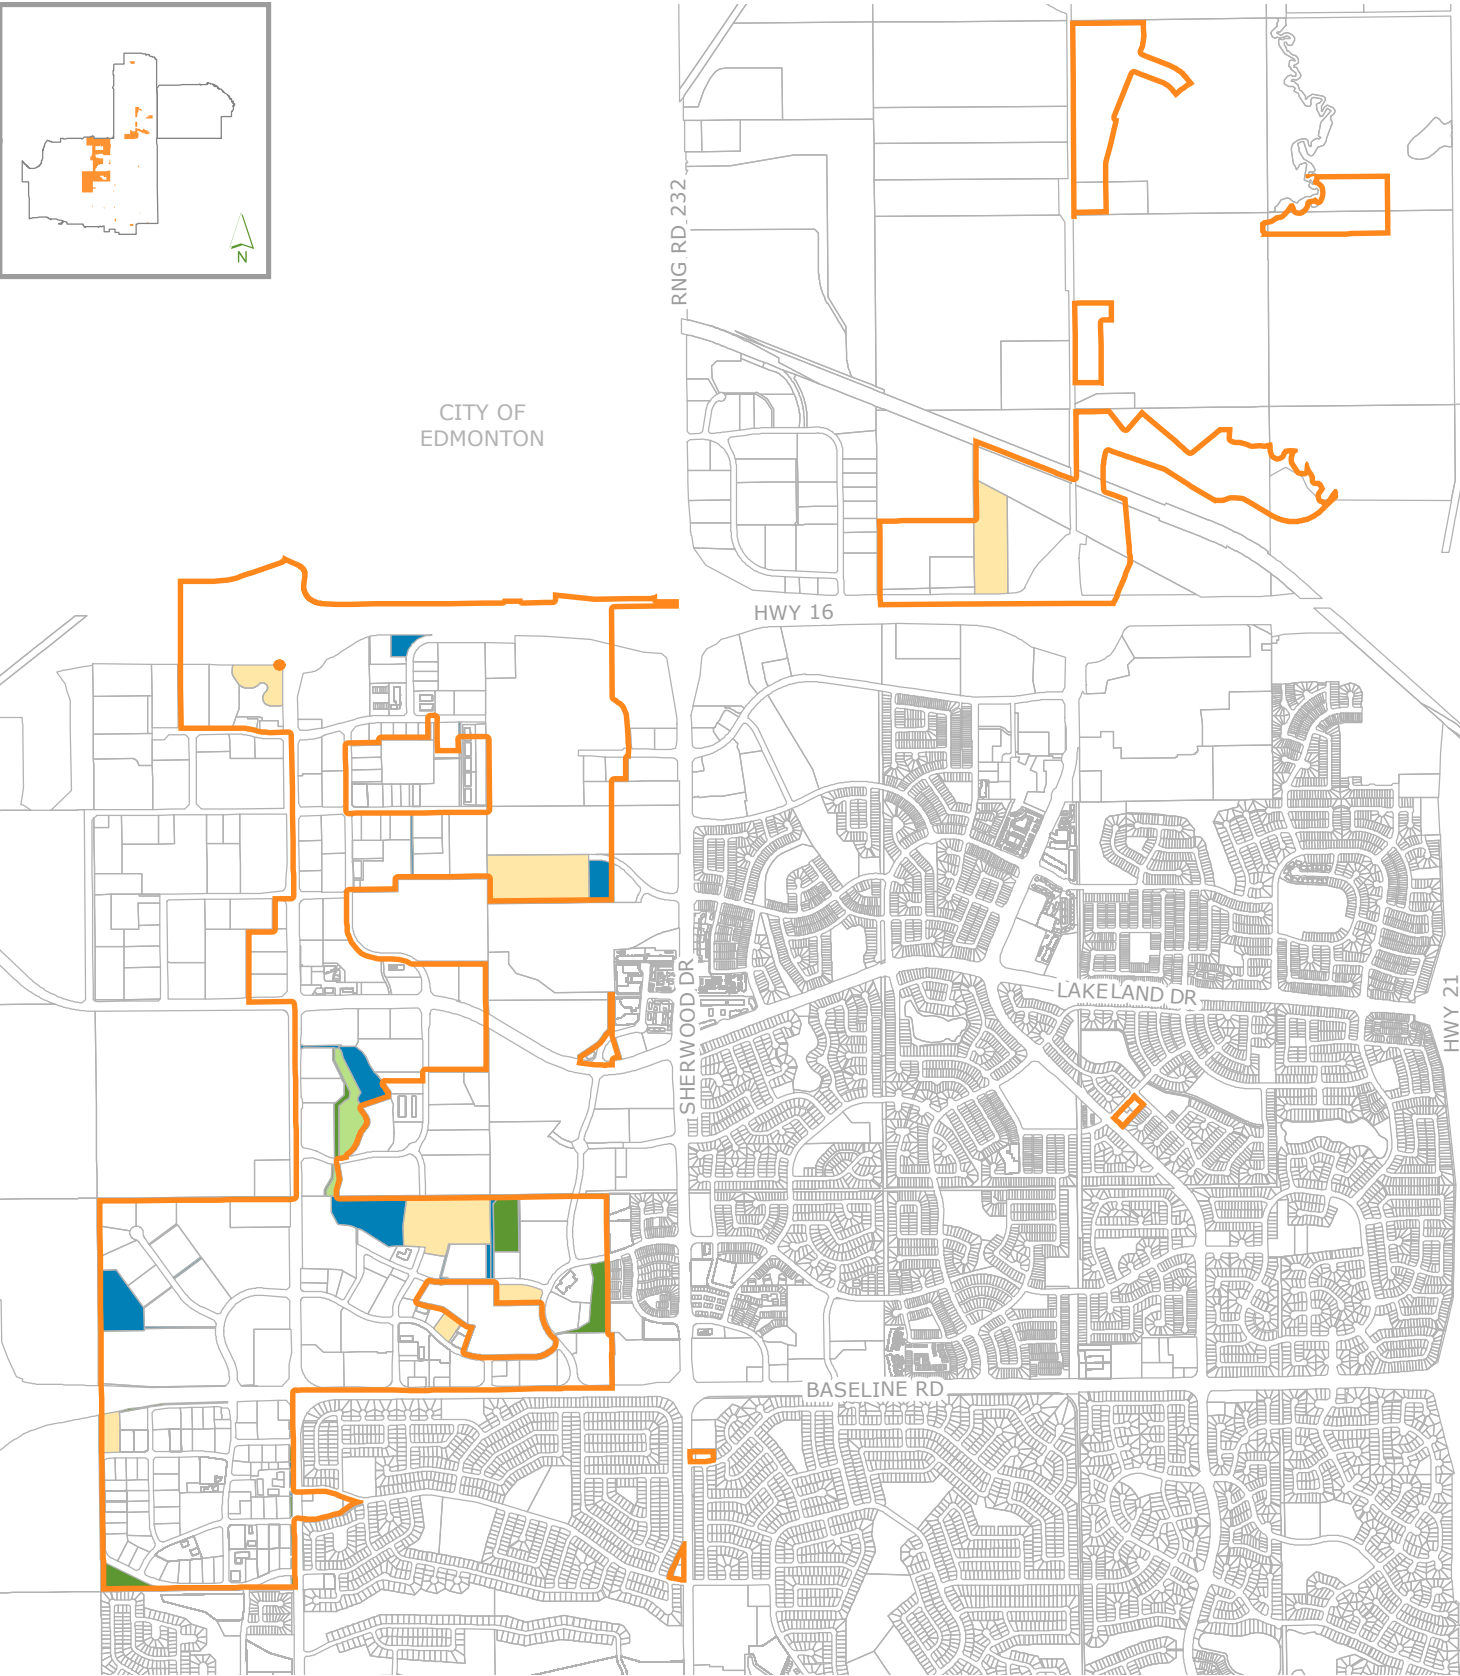 N
RNG RD 232
CITY OF
EDMONTON
HWY 16
SHERWOOD DR
LAKELAND DR
HWY 21
BASELINE RD